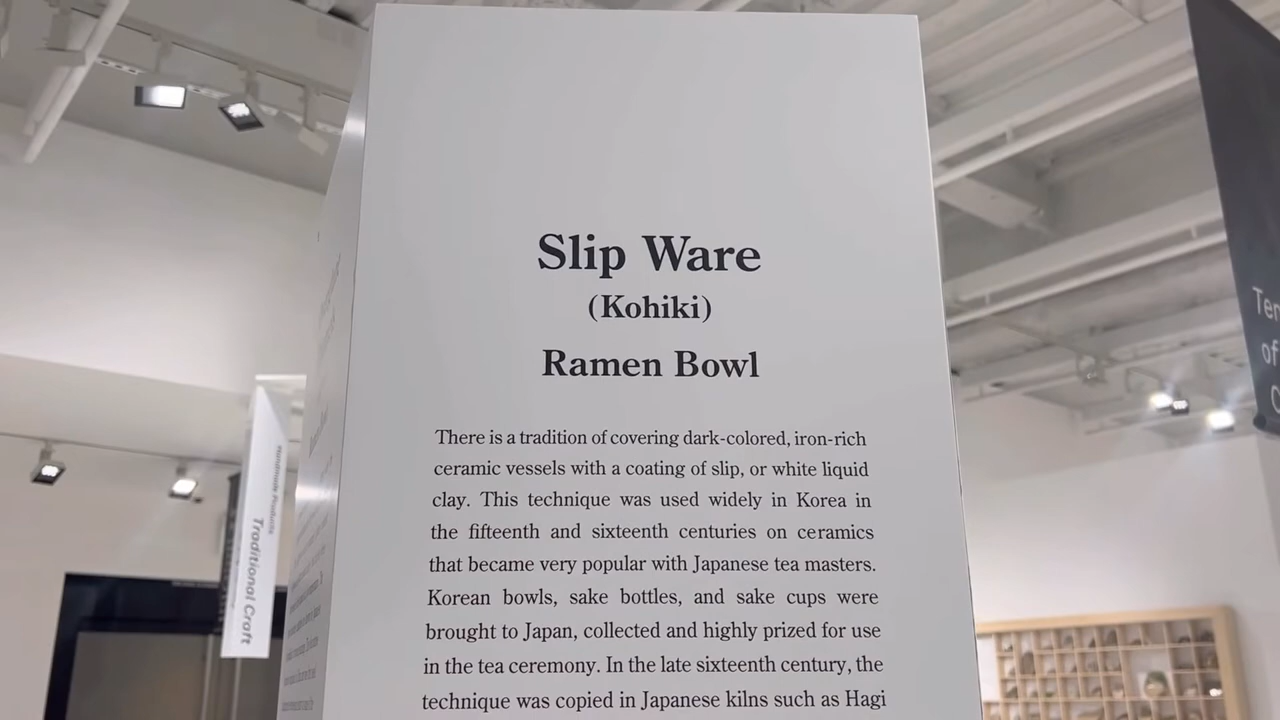 Slip Ware
(Kohiki)
Ramen Bowl
There is a tradition of covering dark-colored, iron-rich
ceramic vessels with a coating of slip, or white liquid
clay. This technique was used widely in Korea in
the fifteenth and sixteenth centuries on ceramics
that became very popular with Japanese tea masters.
Korean bowls, sake bottles, and sake cups were
brought to Japan, collected and highly prized for use
in the tea ceremony. In the late sixteenth century, the
technique was copied in Japanese kilns such as Hagi
Handmade Products
Traditional Craft
of